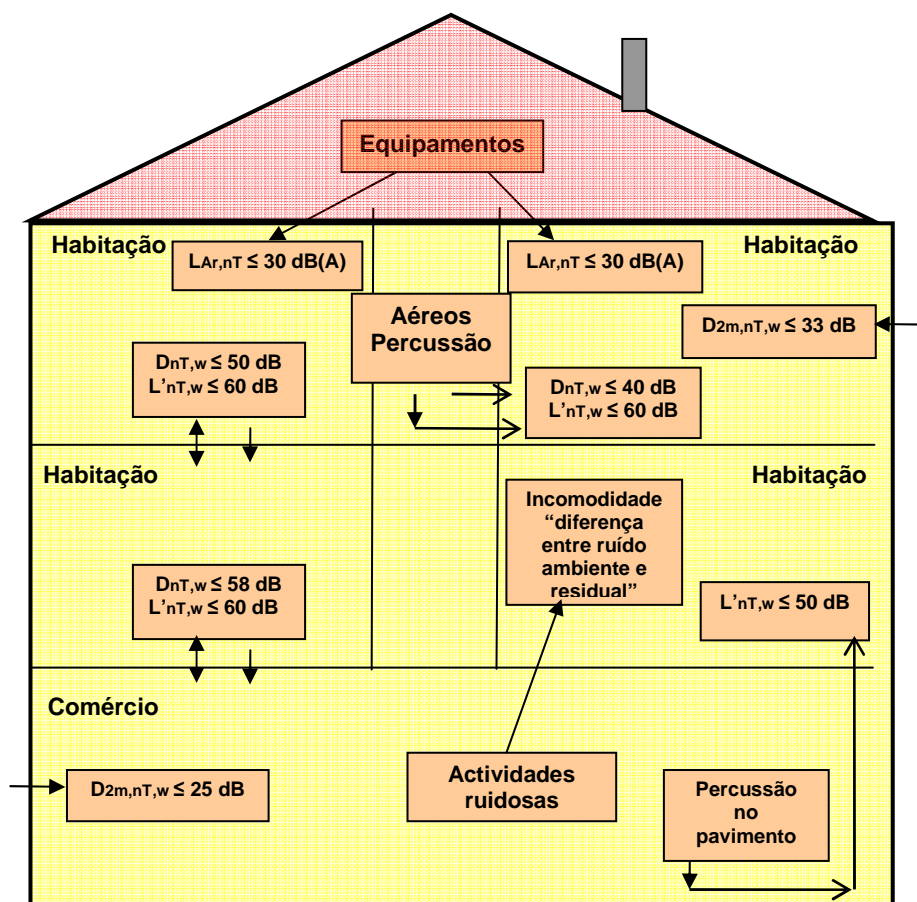 Equipamentos
Habitação
LAr,nT ≤ 30 dB(A)
LAr,nT ≤ 30 dB(A)
Habitação
Aéreos
Percussão
D2m,nT,w ≤ 33 dB
DnT,w ≤ 50 dB
L’nT,w ≤ 60 dB
DnT,w ≤ 40 dB
L’nT,w ≤ 60 dB
Habitação
Habitação
Incomodidade
“diferença
entre ruído
ambiente e
residual”
DnT,w ≤ 58 dB
L’nT,w ≤ 60 dB
L’nT,w ≤ 50 dB
Comércio
D2m,nT,w ≤ 25 dB
Actividades
ruidosas
Percussão
no
pavimento